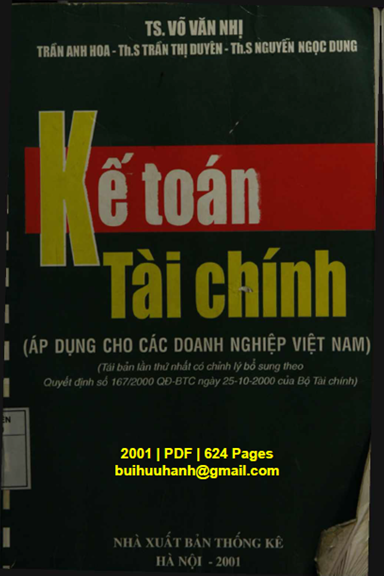 TS. VÕ VĂN NHỊ
TRẦN ANH HOA - Th.S TRẦN THỊ DUYÊN - Th.S NGUYỄN NGỌC DUNG
Kế toán
Tài chính
(ÁP DỤNG CHO CÁC DOANH NGHIỆP VIỆT NAM)
(Tái bản lần thứ nhất có chỉnh lý bổ sung theo
Quyết định số 167/2000 QĐ-BTC ngày 25-10-2000 của Bộ Tài chính)
2001 | PDF | 624 Pages
buihuuhanh@gmail.com
NHÀ XUẤT BẢN THỐNG KÊ
HÀ NỘI - 2001